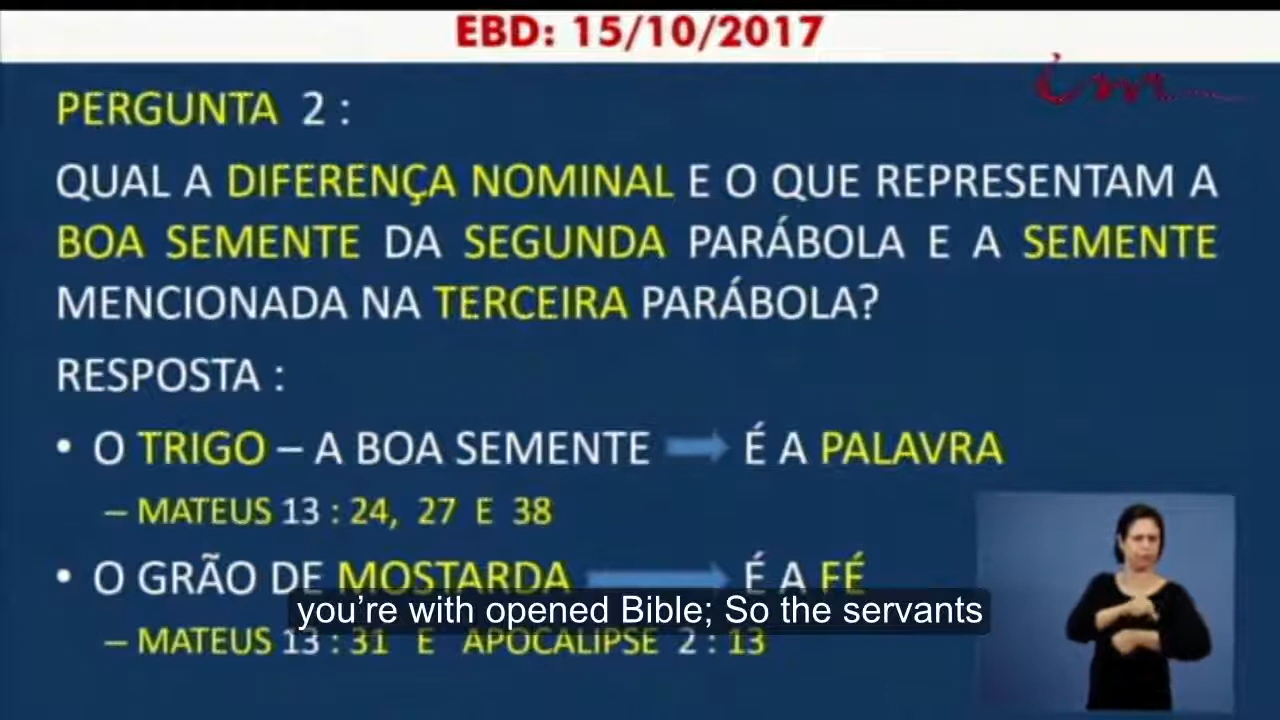 EBD: 15/10/2017
im
PERGUNTA 2 :
QUAL A DIFERENÇA NOMINAL E O QUE REPRESENTAM A
BOA SEMENTE DA SEGUNDA PARÁBOLA E A SEMENTE
MENCIONADA NA TERCEIRA PARÁBOLA?
RESPOSTA :
• O TRIGO – A BOA SEMENTE É A PALAVRA
– MATEUS 13 : 24, 27 E 38
• O GRÃO DE MOSTARDA É A FÉ
you’re with opened Bible; So the servants
– MATEUS 13 : 31 E APOCALIPSE 2 : 13